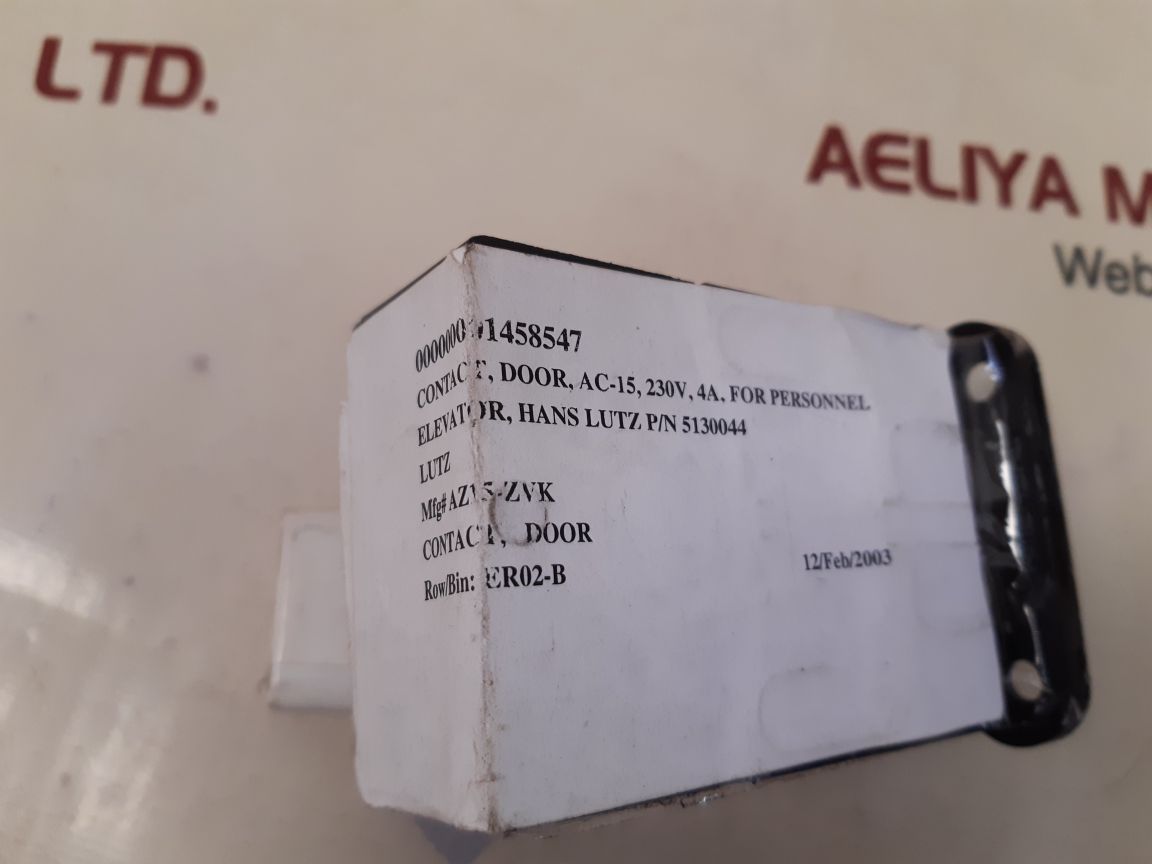 LTD.
AELIYA M
Web
000000001458547
CONTACT, DOOR, AC-15, 230V, 4A, FOR PERSONNEL
ELEVATOR, HANS LUTZ P/N 5130044
LUTZ
Mfg# AZ15-ZVK
CONTACT, DOOR
Row/Bin: ER02-B
12/Feb/2003